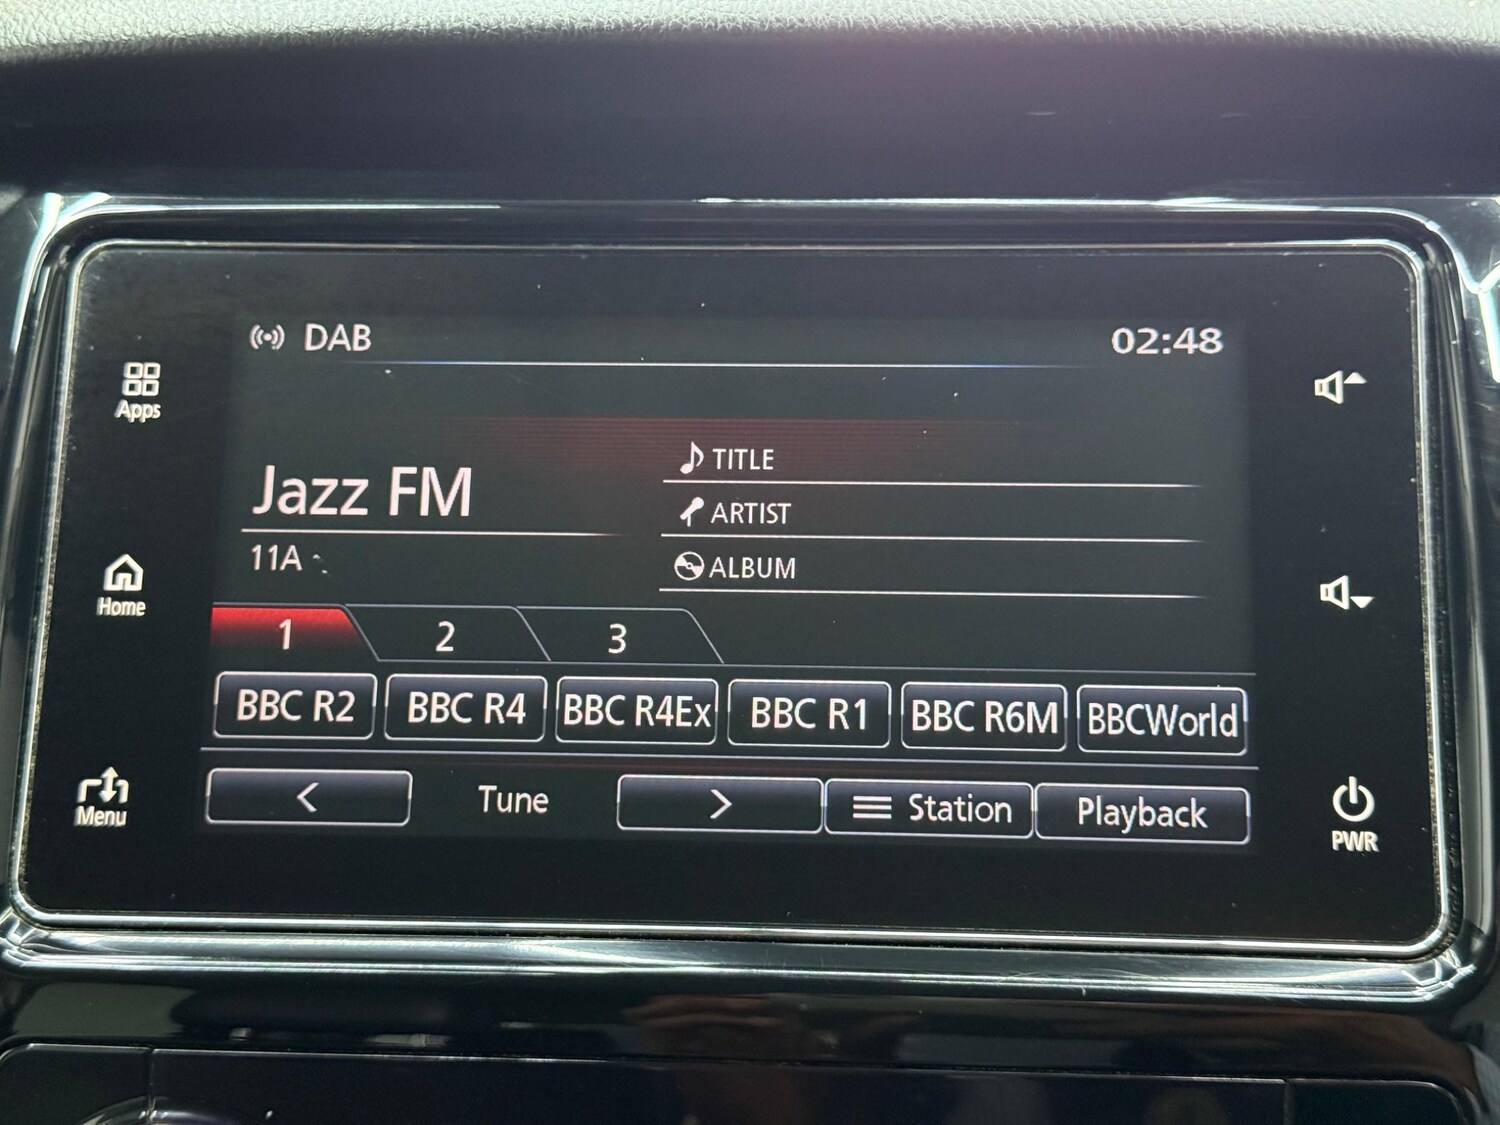 DAB 02:48
Apps
Jazz FM
11A
TITLE
ARTIST
ALBUM
Home
1 2 3
BBC R2 BBC R4 BBC R4Ex BBC R1 BBC R6M BBCWorld
Menu
< Tune > Station Playback
PWR